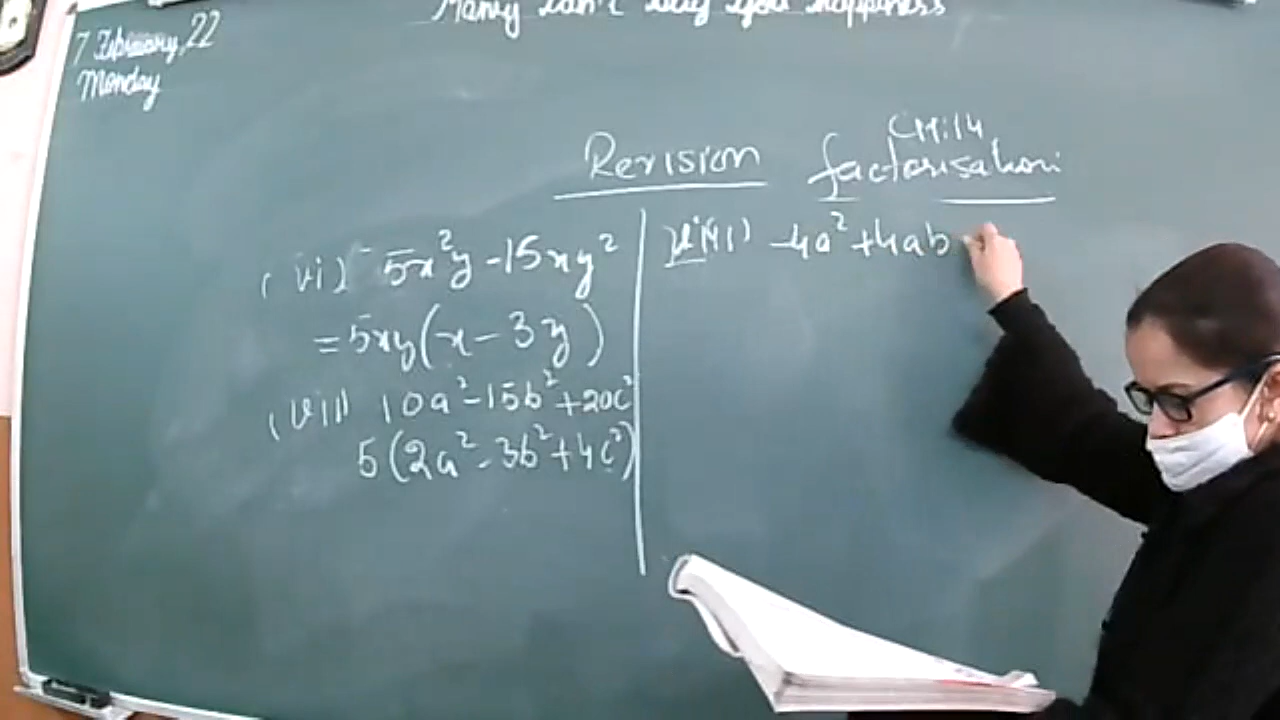 Money can't buy you happiness
7 February, 22
Monday
CH:14
Revision factorisation:
(vi) 5x²y - 15xy²
= 5xy(x - 3y)
(vii) 10a² - 15b² + 20c²
5(2a² - 3b² + 4c²)
-4a² + 4ab